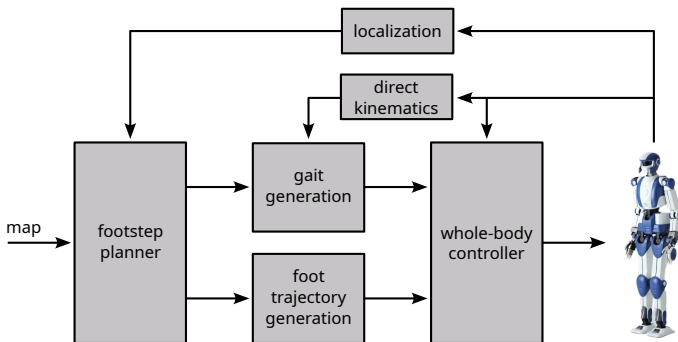 localization
direct
kinematics
map
footstep
planner
gait
generation
foot
trajectory
generation
whole-body
controller